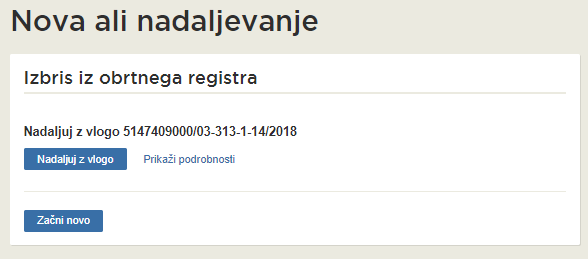 Nova ali nadaljevanje
Izbris iz obrtnega registra
Nadaljuj z vlogo 5147409000/03-313-1-14/2018
Nadaljuj z vlogo Prikaži podrobnosti
Začni novo